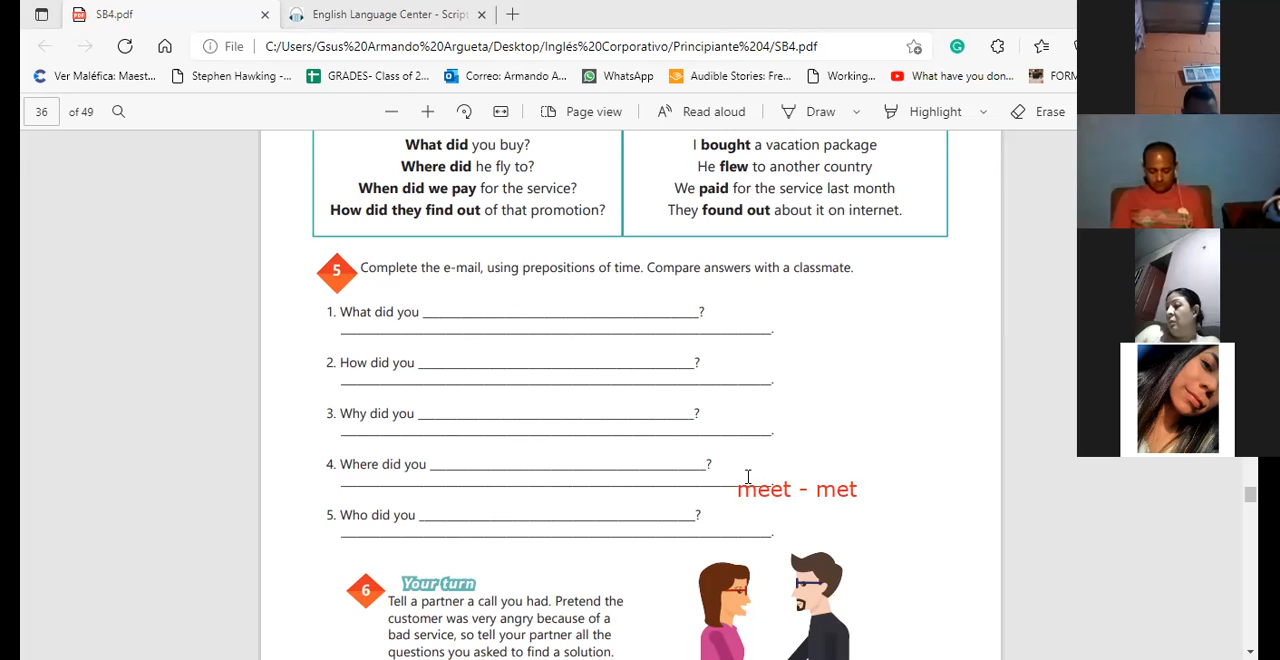 SB4.pdf
English Language Center - Script
File
C:/Users/Gsus%20Armando%20Argueta/Desktop/Inglés%20Corporativo/Principiante%204/SB4.pdf
Ver Maléfica: Maest...
Stephen Hawking -...
GRADES- Class of 2...
Correo: Armando A...
WhatsApp
Audible Stories: Fre...
Working...
What have you don...
FORM
36 of 49
Page view
Read aloud
Draw
Highlight
Erase
What did you buy?
I bought a vacation package
Where did he fly to?
He flew to another country
When did we pay for the service?
We paid for the service last month
How did they find out of that promotion?
They found out about it on internet.
5 Complete the e-mail, using prepositions of time. Compare answers with a classmate.
1. What did you ?
.
2. How did you ?
.
3. Why did you ?
.
4. Where did you ?
.
meet - met
5. Who did you ?
.
6 Your turn
Tell a partner a call you had. Pretend the
customer was very angry because of a
bad service, so tell your partner all the
questions you asked to find a solution.